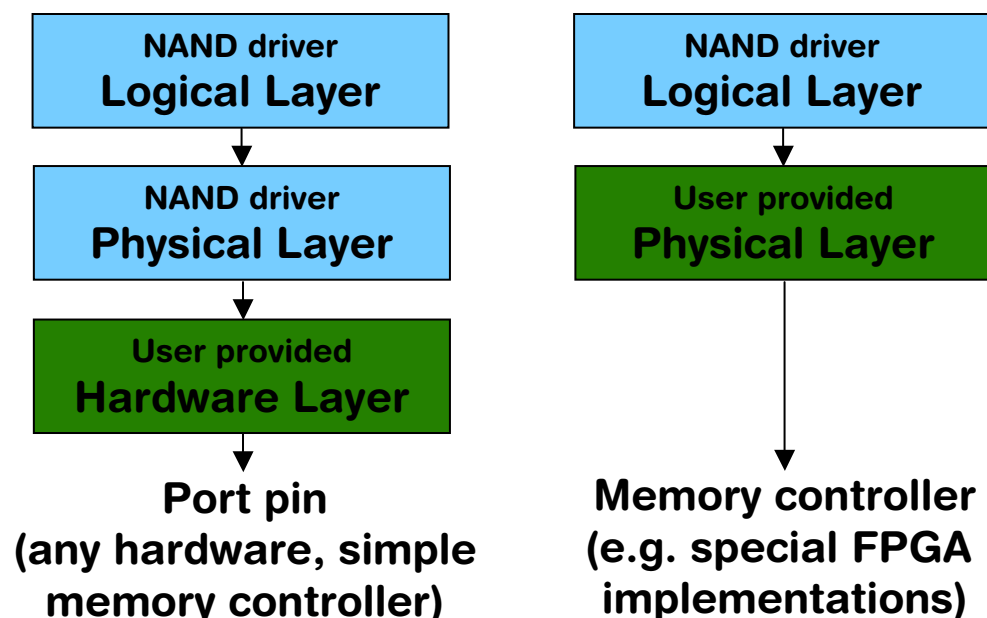 NAND driver
Logical Layer
NAND driver
Physical Layer
User provided
Hardware Layer
Port pin
(any hardware, simple
memory controller)
NAND driver
Logical Layer
User provided
Physical Layer
Memory controller
(e.g. special FPGA
implementations)